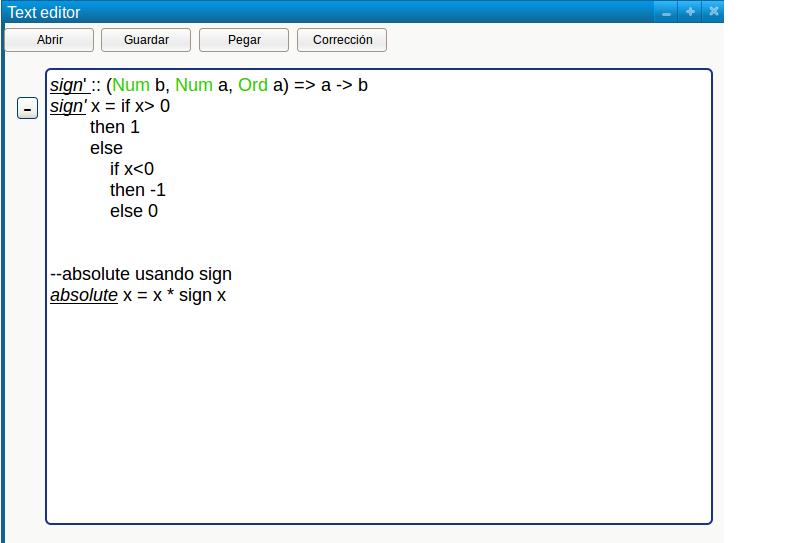 Text editor
Abrir Guardar Pegar Corrección
sign' :: (Num b, Num a, Ord a) => a -> b
sign' x = if x> 0
then 1
else
if x<0
then -1
else 0
--absolute usando sign
absolute x = x * sign x